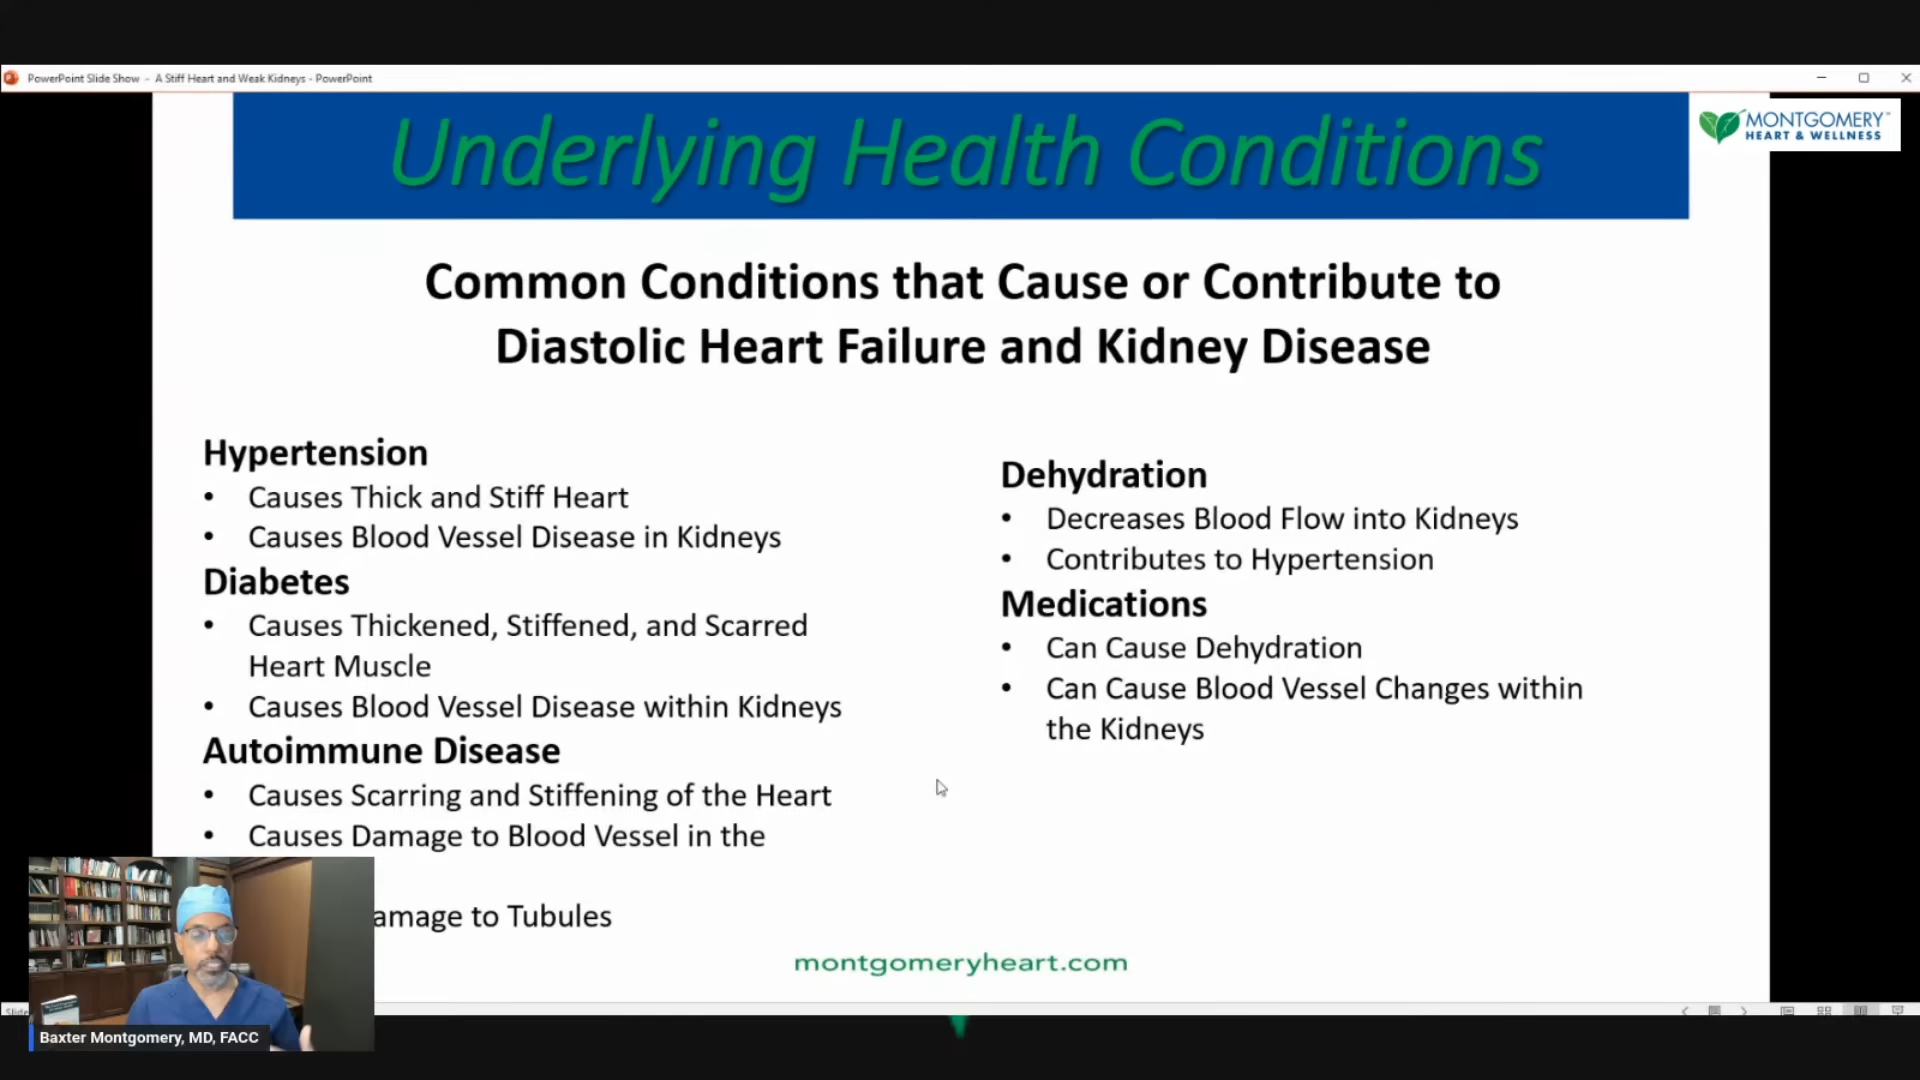 PowerPoint Slide Show - A Stiff Heart and Weak Kidneys - PowerPoint
MONTGOMERY™
HEART & WELLNESS
Underlying Health Conditions
Common Conditions that Cause or Contribute to
Diastolic Heart Failure and Kidney Disease
Hypertension
• Causes Thick and Stiff Heart
• Causes Blood Vessel Disease in Kidneys
Diabetes
• Causes Thickened, Stiffened, and Scarred
Heart Muscle
• Causes Blood Vessel Disease within Kidneys
Autoimmune Disease
• Causes Scarring and Stiffening of the Heart
• Causes Damage to Blood Vessel in the
amage to Tubules
Dehydration
• Decreases Blood Flow into Kidneys
• Contributes to Hypertension
Medications
• Can Cause Dehydration
• Can Cause Blood Vessel Changes within
the Kidneys
montgomeryheart.com
Baxter Montgomery, MD, FACC